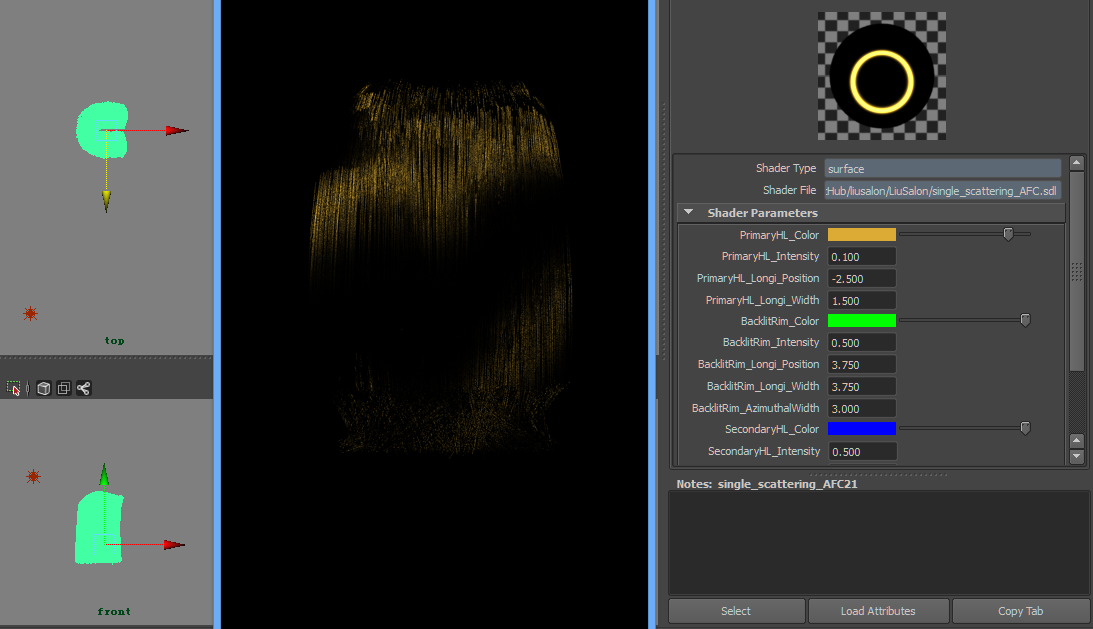 top
front
Shader Type surface
Shader File :Hub/liusalon/LiuSalon/single_scattering_AFC.sdl
Shader Parameters
PrimaryHL_Color
PrimaryHL_Intensity 0.100
PrimaryHL_Longi_Position -2.500
PrimaryHL_Longi_Width 1.500
BacklitRim_Color
BacklitRim_Intensity 0.500
BacklitRim_Longi_Position 3.750
BacklitRim_Longi_Width 3.750
BacklitRim_AzimuthalWidth 3.000
SecondaryHL_Color
SecondaryHL_Intensity 0.500
Notes: single_scattering_AFC21
Select Load Attributes Copy Tab